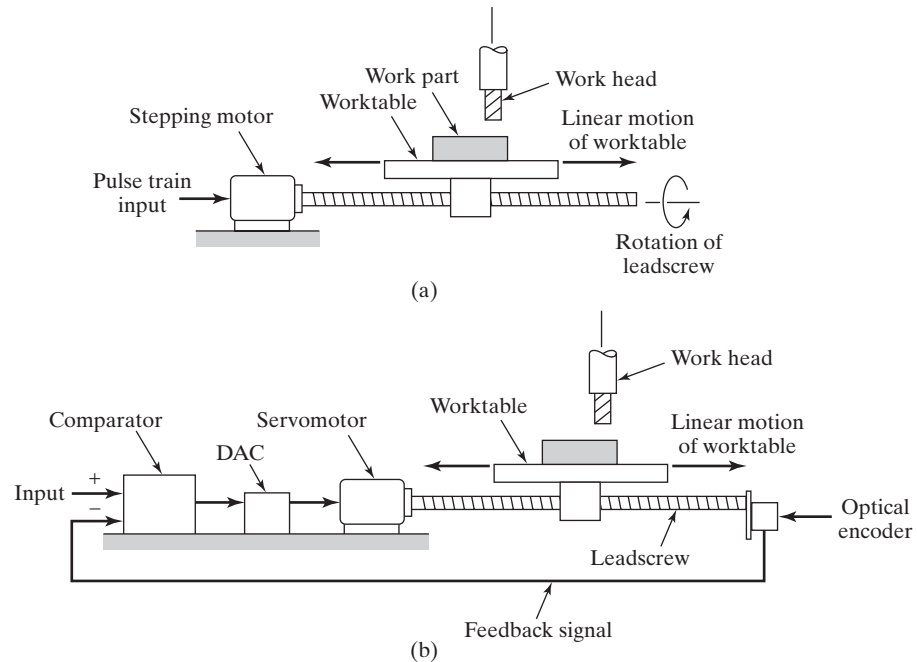 Work part
Work head
Worktable
Stepping motor
Linear motion
of worktable
Pulse train
input
Rotation of
leadscrew
(a)
Work head
Worktable
Comparator
Servomotor
Linear motion
of worktable
DAC
+
Input
−
Optical
encoder
Leadscrew
Feedback signal
(b)